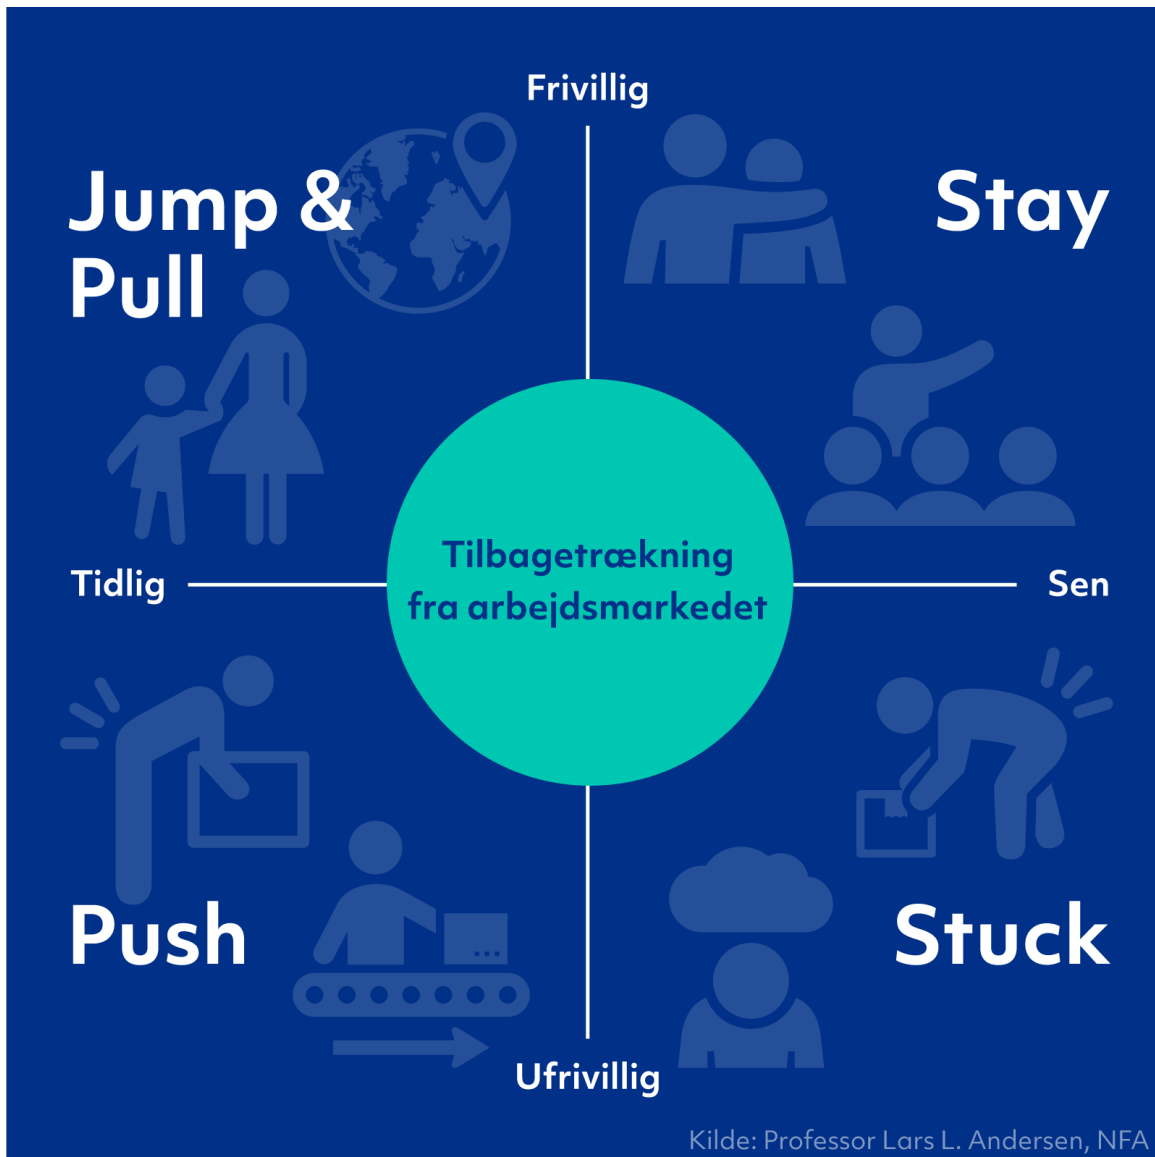 Frivillig
Jump &
Pull
Stay
Tidlig
Tilbagetrækning
fra arbejdsmarkedet
Sen
Push
Stuck
Ufrivillig
Kilde: Professor Lars L. Andersen, NFA